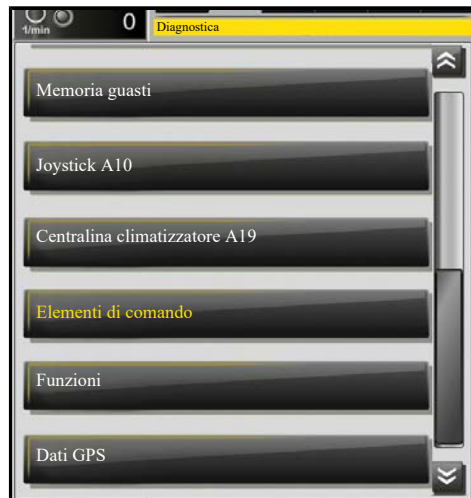 1/min
0
Diagnostica
Memoria guasti
Joystick A10
Centralina climatizzatore A19
Elementi di comando
Funzioni
Dati GPS